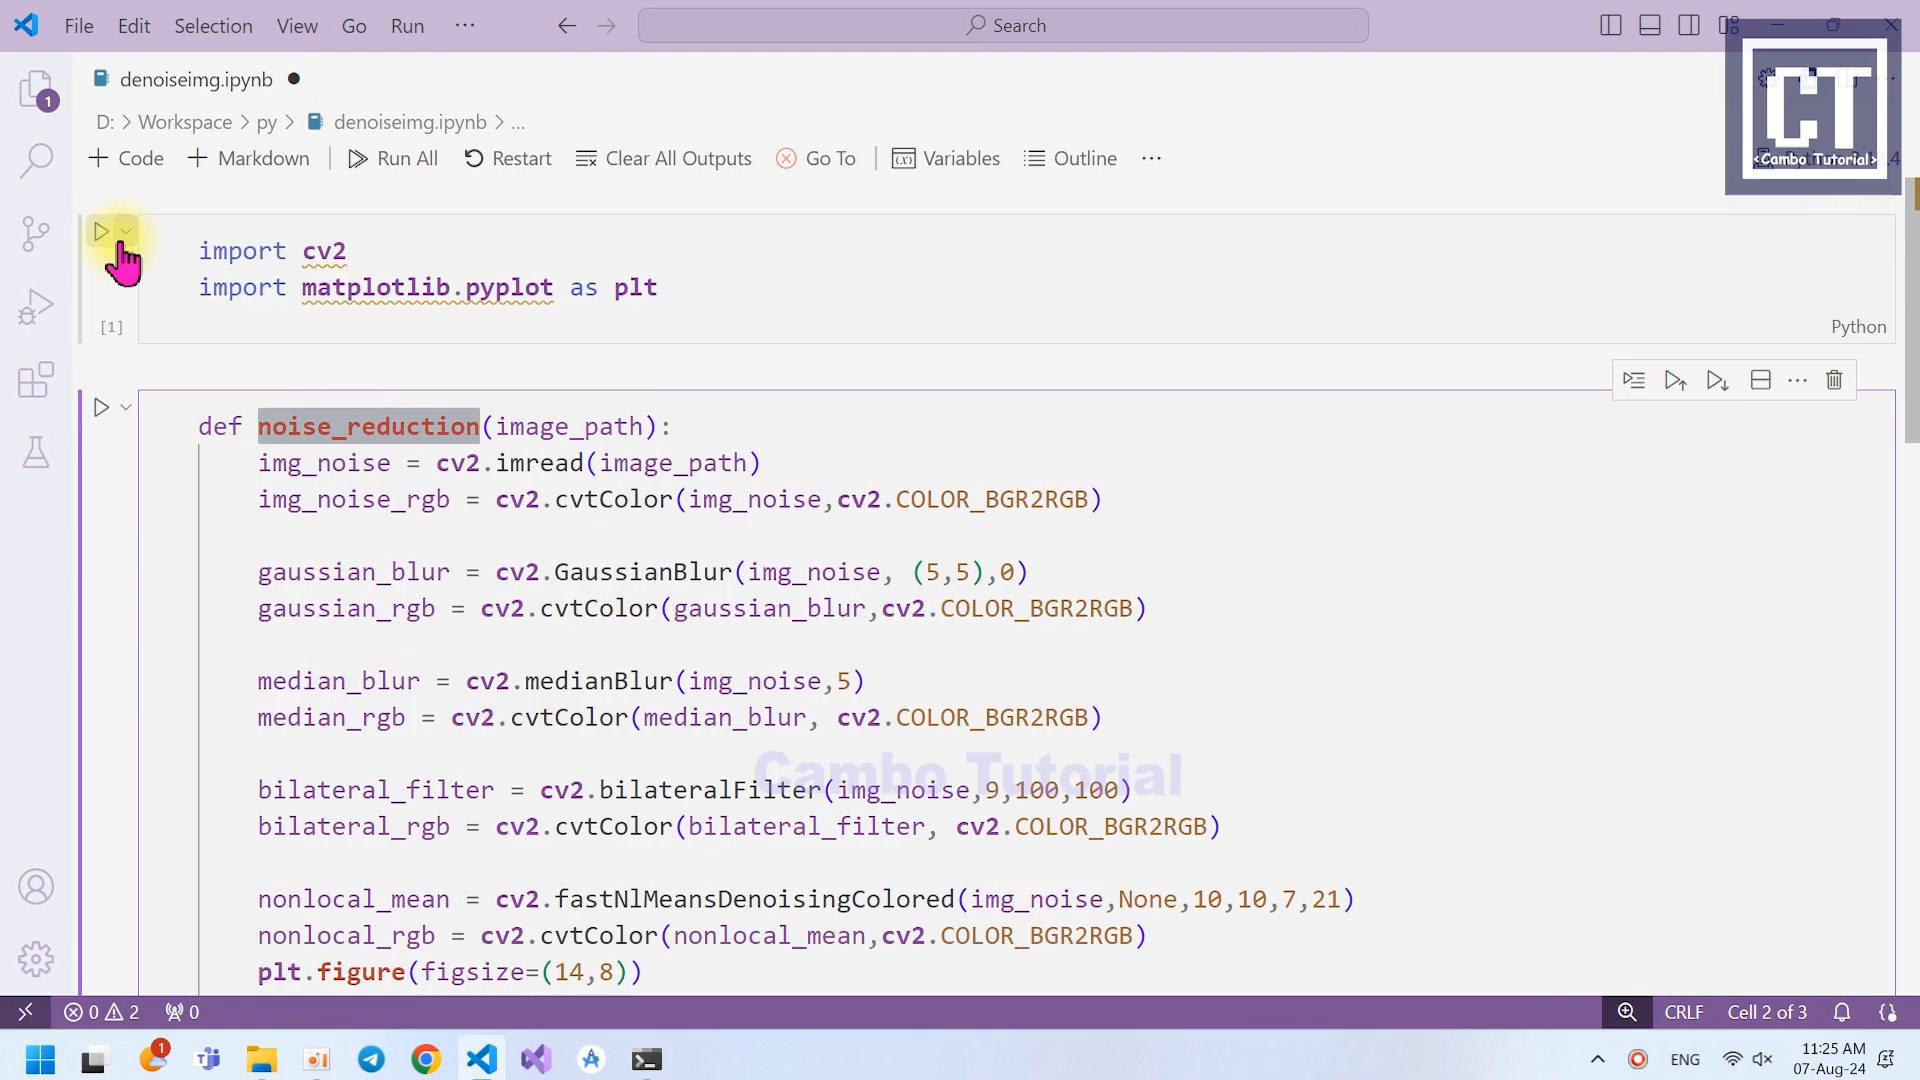 File Edit Selection View Go Run ··· Search
denoiseimg.ipynb
D: > Workspace > py > denoiseimg.ipynb > ...
+ Code + Markdown Run All Restart Clear All Outputs Go To Variables Outline ···
CT
<Cambo Tutorial>
1
import cv2
import matplotlib.pyplot as plt
[1]
Python
def noise_reduction(image_path):
img_noise = cv2.imread(image_path)
img_noise_rgb = cv2.cvtColor(img_noise,cv2.COLOR_BGR2RGB)
gaussian_blur = cv2.GaussianBlur(img_noise, (5,5),0)
gaussian_rgb = cv2.cvtColor(gaussian_blur,cv2.COLOR_BGR2RGB)
median_blur = cv2.medianBlur(img_noise,5)
median_rgb = cv2.cvtColor(median_blur, cv2.COLOR_BGR2RGB)
Cambo Tutorial
bilateral_filter = cv2.bilateralFilter(img_noise,9,100,100)
bilateral_rgb = cv2.cvtColor(bilateral_filter, cv2.COLOR_BGR2RGB)
nonlocal_mean = cv2.fastNlMeansDenoisingColored(img_noise,None,10,10,7,21)
nonlocal_rgb = cv2.cvtColor(nonlocal_mean,cv2.COLOR_BGR2RGB)
plt.figure(figsize=(14,8))
0 2 0 CRLF Cell 2 of 3
1
ENG
11:25 AM
07-Aug-24